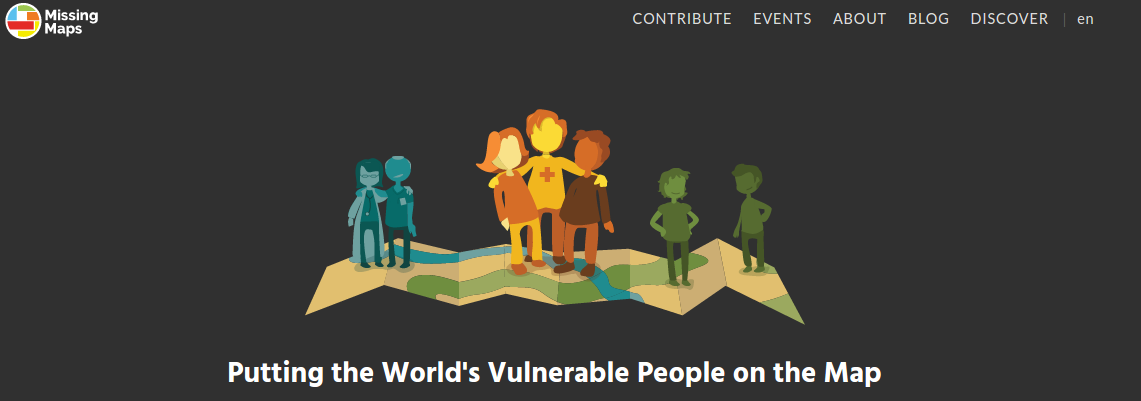 Missing
Maps
CONTRIBUTE EVENTS ABOUT BLOG DISCOVER | en
Putting the World's Vulnerable People on the Map